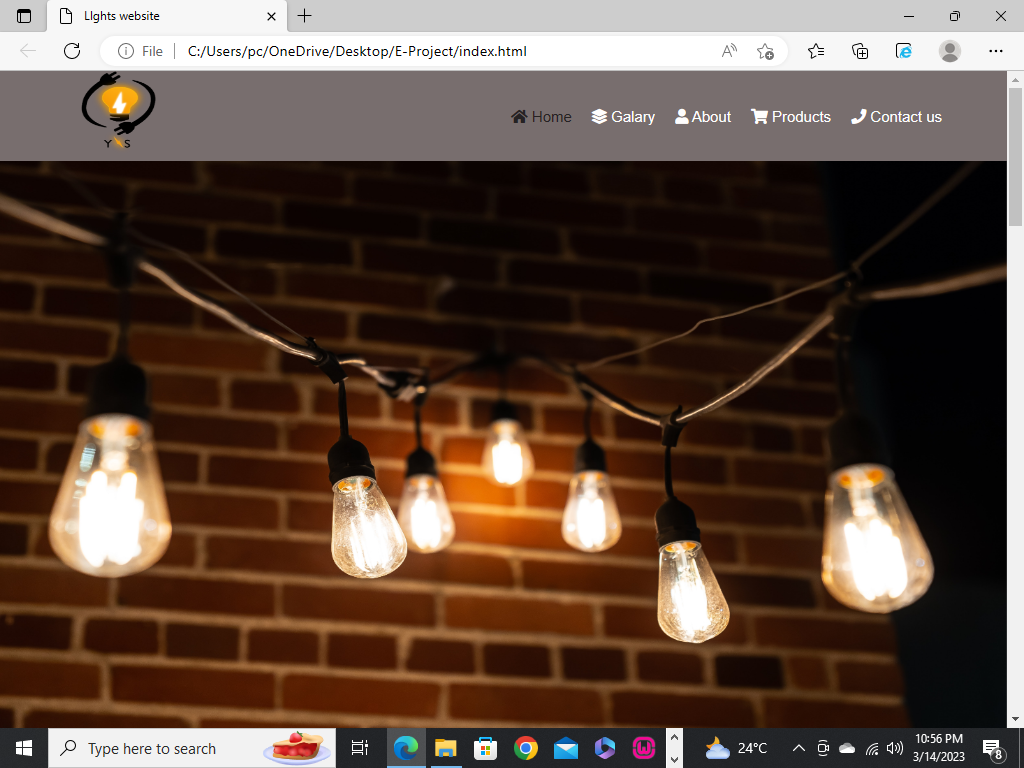 LIghts website
File
C:/Users/pc/OneDrive/Desktop/E-Project/index.html
Home
Galary
About
Products
Contact us
Y S
Type here to search
24°C
10:56 PM
3/14/2023
8